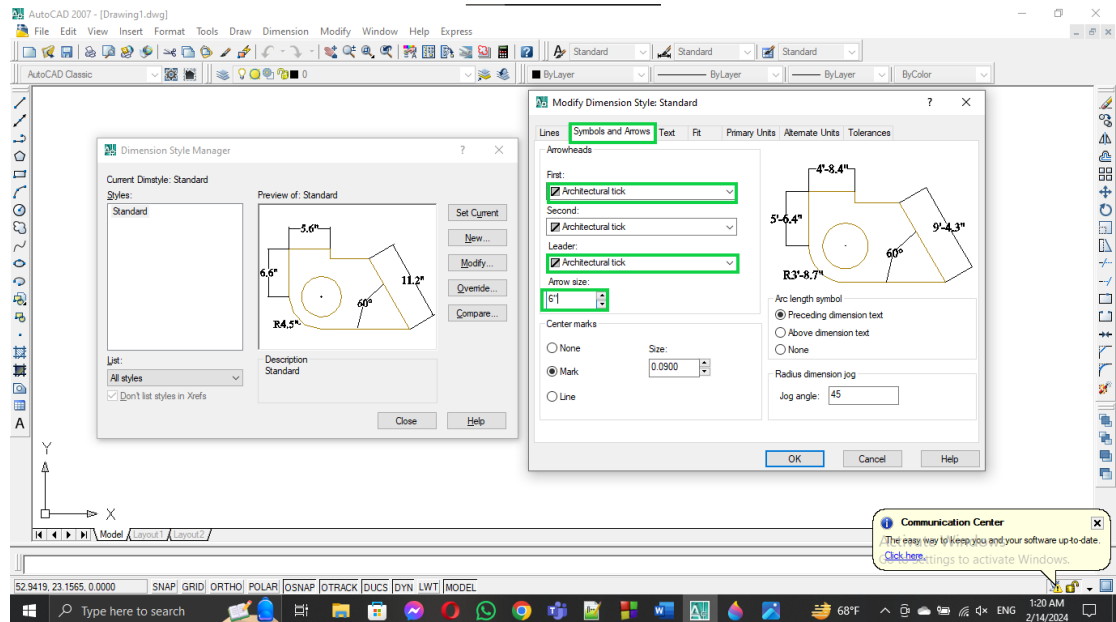 AutoCAD 2007 - [Drawing1.dwg]
File Edit View Insert Format Tools Draw Dimension Modify Window Help Express
Standard Standard Standard
AutoCAD Classic 0 ByLayer ByLayer ByLayer ByColor
Dimension Style Manager ?
Current Dimstyle: Standard
Styles: Preview of: Standard
Standard
5.6"
6.6"
11.2"
60°
R4.5"
Set Current
New...
Modify...
Override...
Compare...
List:
All styles
Don't list styles in Xrefs
Description
Standard
Close Help
Modify Dimension Style: Standard ?
Lines Symbols and Arrows Text Fit Primary Units Alternate Units Tolerances
Arrowheads
First:
Architectural tick
Second:
Architectural tick
Leader:
Architectural tick
Arrow size:
6"
Center marks
None Size:
Mark 0.0900
Line
4'-8.4"
5'-6.4"
9'-4.3"
60°
R3'-8.7"
Arc length symbol
Preceding dimension text
Above dimension text
None
Radius dimension jog
Jog angle: 45
OK Cancel Help
A
Y
X
Model Layout1 Layout2
Communication Center
The easy way to keep you and your software up-to-date.
Click here.
52.9419, 23.1565, 0.0000 SNAP GRID ORTHO POLAR OSNAP OTRACK DUCS DYN LWT MODEL
Type here to search 68°F ENG 1:20 AM
2/14/2024